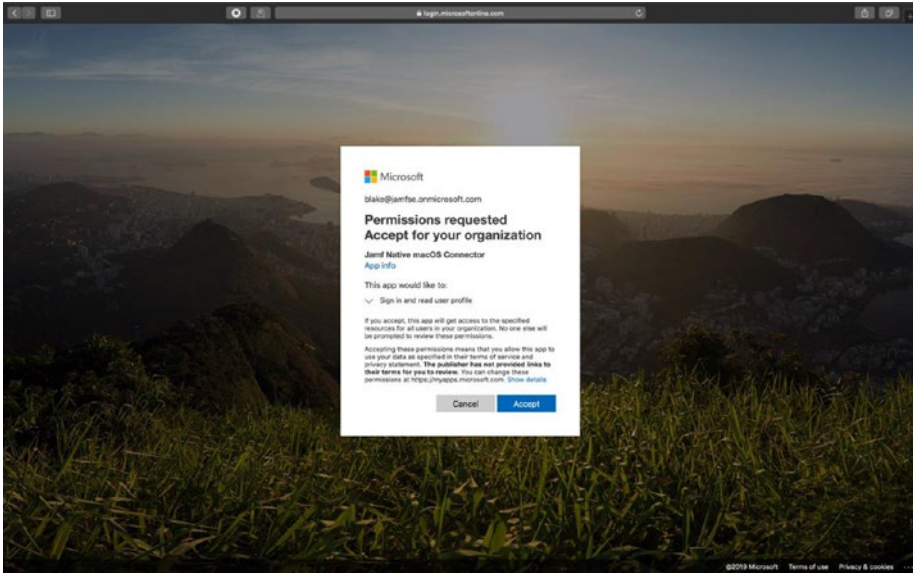 login.microsoftonline.com
Microsoft
blake@jamfse.onmicrosoft.com
Permissions requested
Accept for your organization
Jamf Native macOS Connector
App info
This app would like to:
Sign in and read user profile
If you accept, this app will get access to the specified
resources for all users in your organization. No one else will
be prompted to review these permissions.
Accepting these permissions means that you allow this app to
use your data as specified in their terms of service and
privacy statement. The publisher has not provided links to
their terms for you to review. You can change these
permissions at https://myapps.microsoft.com. Show details
Cancel Accept
©2019 Microsoft Terms of use Privacy & cookies ...